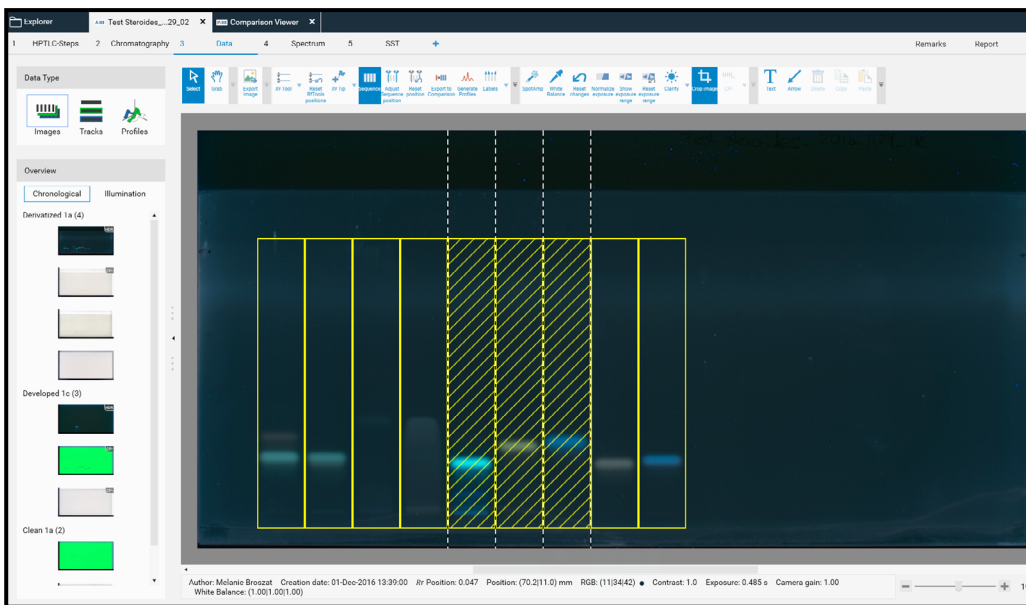 Explorer
Test Steroides_...29_02 X
Comparison Viewer X
1 HPTLC-Steps 2 Chromatography 3 Data 4 Spectrum 5 SST +
Remarks Report
Data Type
Images Tracks Profiles
Select
Grab
Export Image
RF Tool
Reset RF Tools positions
RF Tip
Sequence
Adjust Sequence position
Reset position
Export to Comparison
Generate Profiles
Labels
SpotAmp
White Balance
Reset changes
Normalize exposure
Show exposure range
Reset exposure range
Clarify
Crop image
Text
Arrow
Delete
Copy
Paste
Overview
Chronological Illumination
Derivatized 1a (4)
Developed 1c (3)
Clean 1a (2)
Author: Melanie Broszat Creation date: 01-Dec-2016 13:39:00 RF Position: 0.047 Position: (70.2|11.0) mm RGB: (11|34|42) ● Contrast: 1.0 Exposure: 0.485 s Camera gain: 1.00
White Balance: (1.00|1.00|1.00)